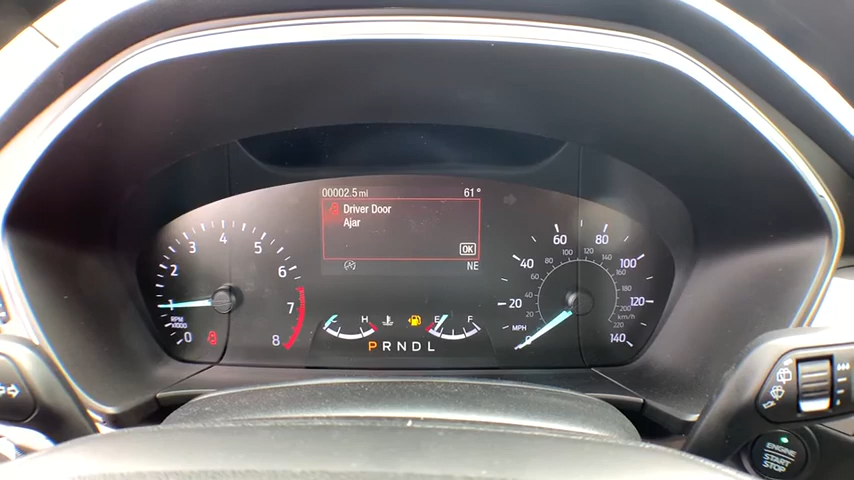 00002.5 mi 61°
Driver Door
Ajar
OK
NE
0 1 2 3 4 5 6 7 8
RPM
x1000
C H
E F
P R N D L
0 20 40 60 80 100 120 140
MPH
20 40 60 80 100 120 140 160 180 200 220
km/h
ENGINE
START
STOP